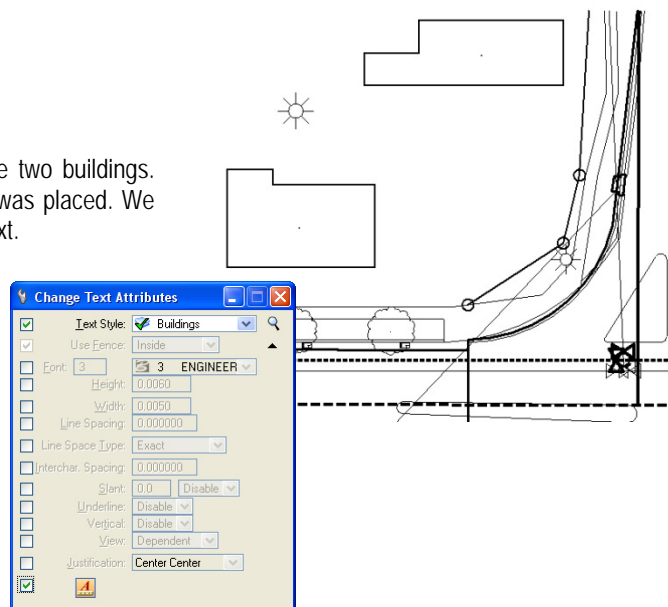 e two buildings.
was placed. We
xt.
Change Text Attributes
Text Style: Buildings
Use Fence: Inside
Font: 3 3 ENGINEER
Height: 0.0060
Width: 0.0050
Line Spacing: 0.000000
Line Space Type: Exact
Interchar. Spacing: 0.000000
Slant: 0.0 Disable
Underline: Disable
Vertical: Disable
View: Dependent
Justification: Center Center
A